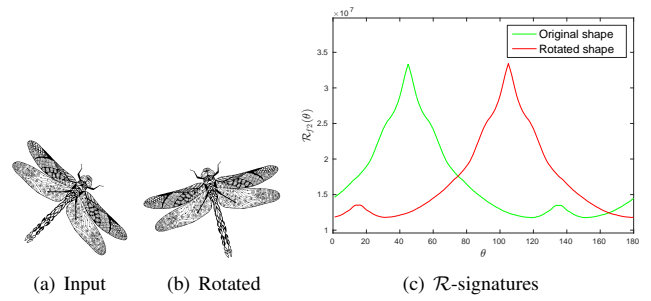 ×10⁷
Original shape
Rotated shape
3.5
3
2.5
2
1.5
1
R_{f2}(θ)
0 20 40 60 80 100 120 140 160 180
θ
(a) Input (b) Rotated (c) R-signatures